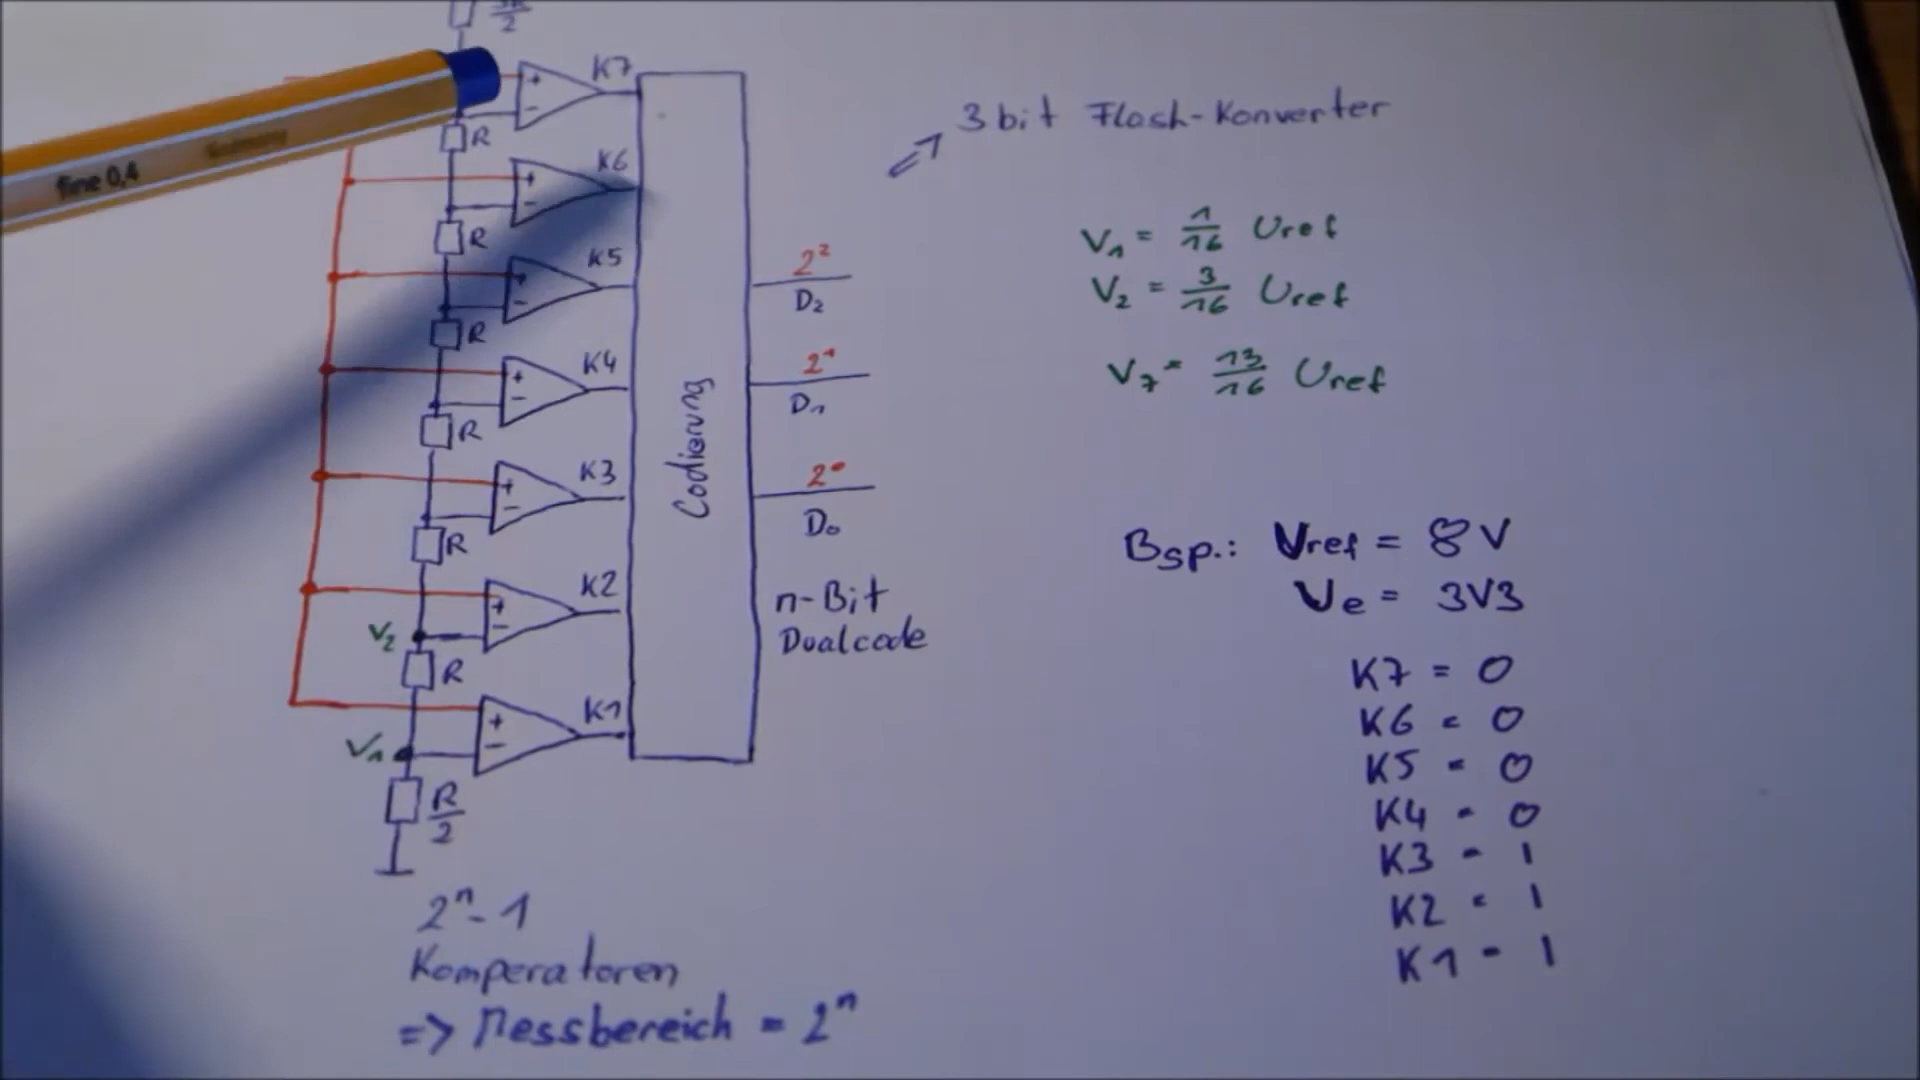 3R/2
K7
+
-
R
fine 0,4
K6
+
-
R
K5
+
-
R
K4
+
-
R
K3
+
-
R
K2
+
-
V2
R
K1
+
-
V1
R/2
Codierung
2²
D2
2¹
D1
2⁰
D0
n-Bit
Dualcode
2ⁿ-1
Komperatoren
=> Messbereich = 2ⁿ
3 bit Flash-Konverter
V1 = 1/16 Uref
V2 = 3/16 Uref
V7 = 13/16 Uref
Bsp.: Uref = 8V
Ue = 3V3
K7 = 0
K6 = 0
K5 = 0
K4 = 0
K3 = 1
K2 = 1
K1 = 1